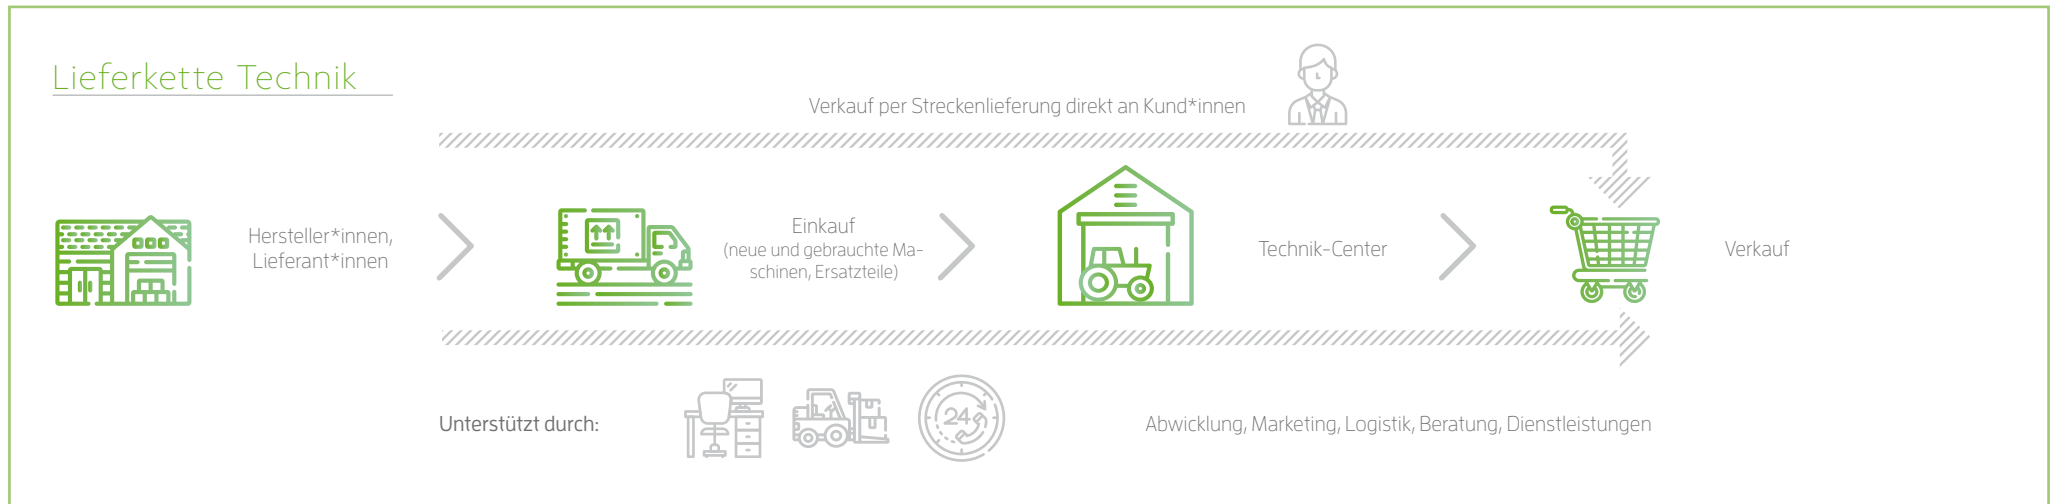 Lieferkette Technik
Verkauf per Streckenlieferung direkt an Kund*innen
Hersteller*innen,
Lieferant*innen
Einkauf
(neue und gebrauchte Ma-
schinen, Ersatzteile)
Technik-Center
Verkauf
Unterstützt durch:
24
Abwicklung, Marketing, Logistik, Beratung, Dienstleistungen